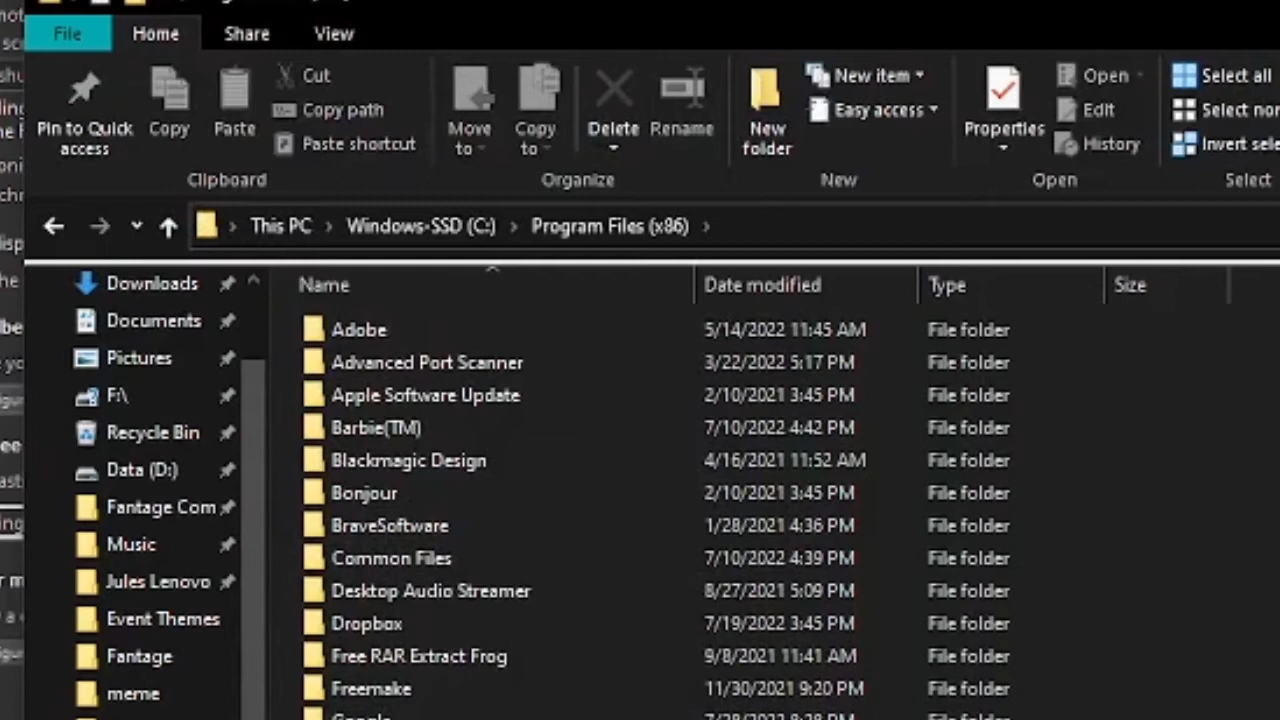 File Home Share View
Pin to Quick access
Copy
Paste
Cut
Copy path
Paste shortcut
Clipboard
Move to
Copy to
Delete
Rename
Organize
New folder
New item
Easy access
New
Properties
Open
Edit
History
Open
Select all
Select
Invert
Select
This PC > Windows-SSD (C:) > Program Files (x86) >
Downloads
Documents
Pictures
F:\
Recycle Bin
Data (D:)
Fantage Com
Music
Jules Lenovo
Event Themes
Fantage
meme
Name Date modified Type Size
Adobe 5/14/2022 11:45 AM File folder
Advanced Port Scanner 3/22/2022 5:17 PM File folder
Apple Software Update 2/10/2021 3:45 PM File folder
Barbie(TM) 7/10/2022 4:42 PM File folder
Blackmagic Design 4/16/2021 11:52 AM File folder
Bonjour 2/10/2021 3:45 PM File folder
BraveSoftware 1/28/2021 4:36 PM File folder
Common Files 7/10/2022 4:39 PM File folder
Desktop Audio Streamer 8/27/2021 5:09 PM File folder
Dropbox 7/19/2022 3:45 PM File folder
Free RAR Extract Frog 9/8/2021 11:41 AM File folder
Freemake 11/30/2021 9:20 PM File folder